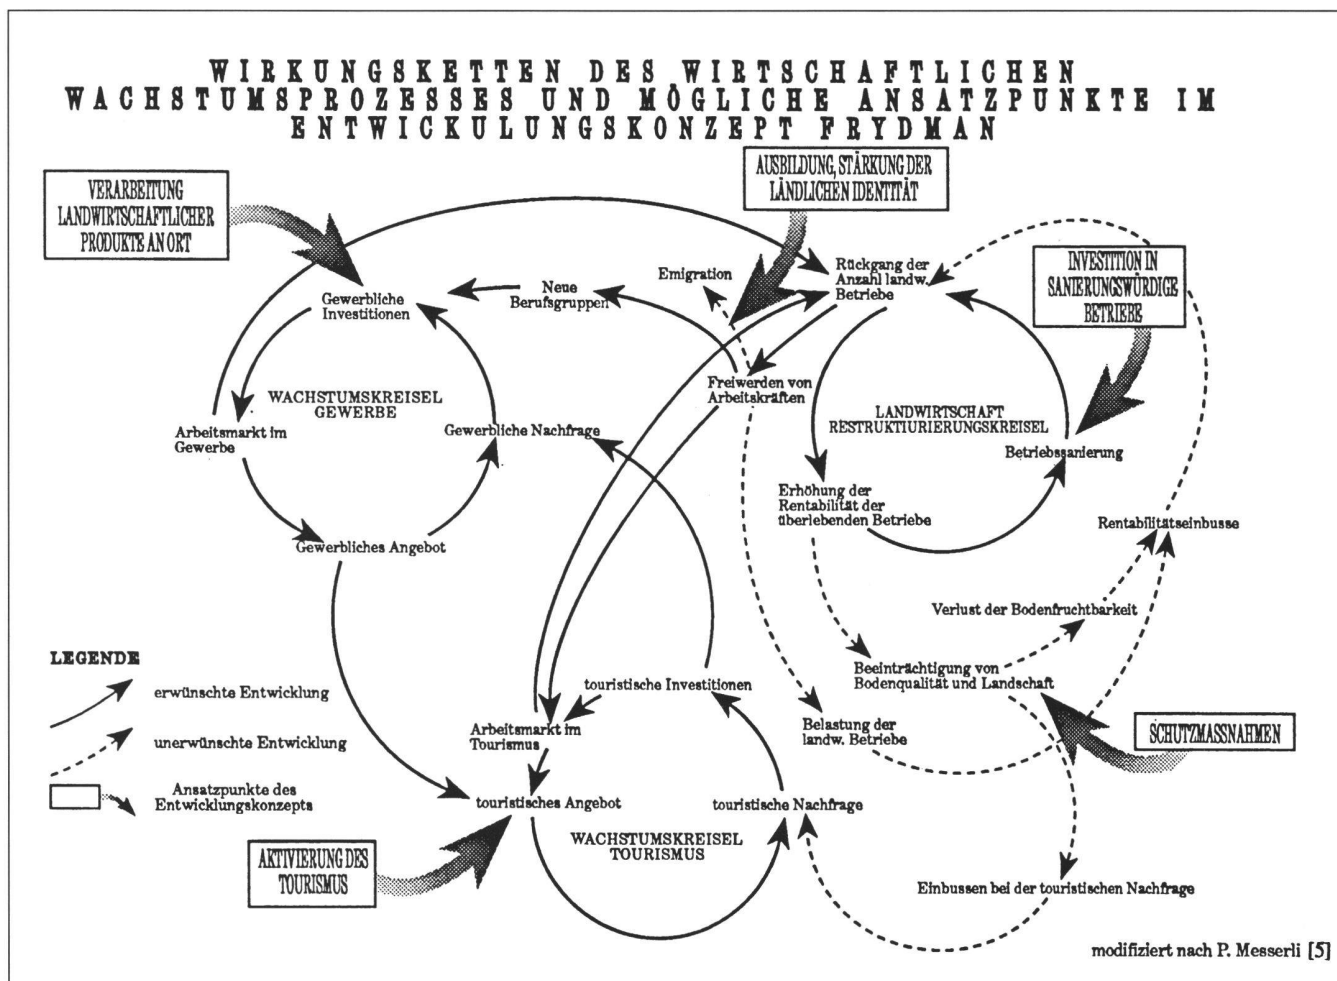 WIRKUNGSKETTEN DES WIRTSCHAFTLICHEN
WACHSTUMSPROZESSES UND MÖGLICHE ANSATZPUNKTE IM
ENTWICKULUNGSKONZEPT FRYDMAN
VERARBEITUNG
LANDWIRTSCHAFTLICHER
PRODUKTE AN ORT
AUSBILDUNG, STÄRKUNG DER
LÄNDLICHEN IDENTITÄT
INVESTITION IN
SANIERUNGSWÜRDIGE
BETRIEBE
Emigration
Rückgang der
Anzahl landw.
Betriebe
Neue
Berufsgruppen
Gewerbliche
Investitionen
WACHSTUMSKREISEL
GEWERBE
Freiwerden von
Arbeitskräften
LANDWIRTSCHAFT
RESTRUKTIURIERUNGSKREISEL
Arbeitsmarkt im
Gewerbe
Gewerbliche Nachfrage
Betriebssanierung
Erhöhung der
Rentabilität der
überlebenden Betriebe
Gewerbliches Angebot
Rentabilitätseinbusse
Verlust der Bodenfruchtbarkeit
LEGENDE
erwünschte Entwicklung
unerwünschte Entwicklung
Ansatzpunkte des
Entwicklungskonzepts
touristische Investitionen
Beeinträchtigung von
Bodenqualität und Landschaft
Arbeitsmarkt im
Tourismus
Belastung der
landw. Betriebe
SCHUTZMASSNAHMEN
touristisches Angebot
touristische Nachfrage
WACHSTUMSKREISEL
TOURISMUS
AKTIVIERUNG DES
TOURISMUS
Einbussen bei der touristischen Nachfrage
modifiziert nach P. Messerli [5]